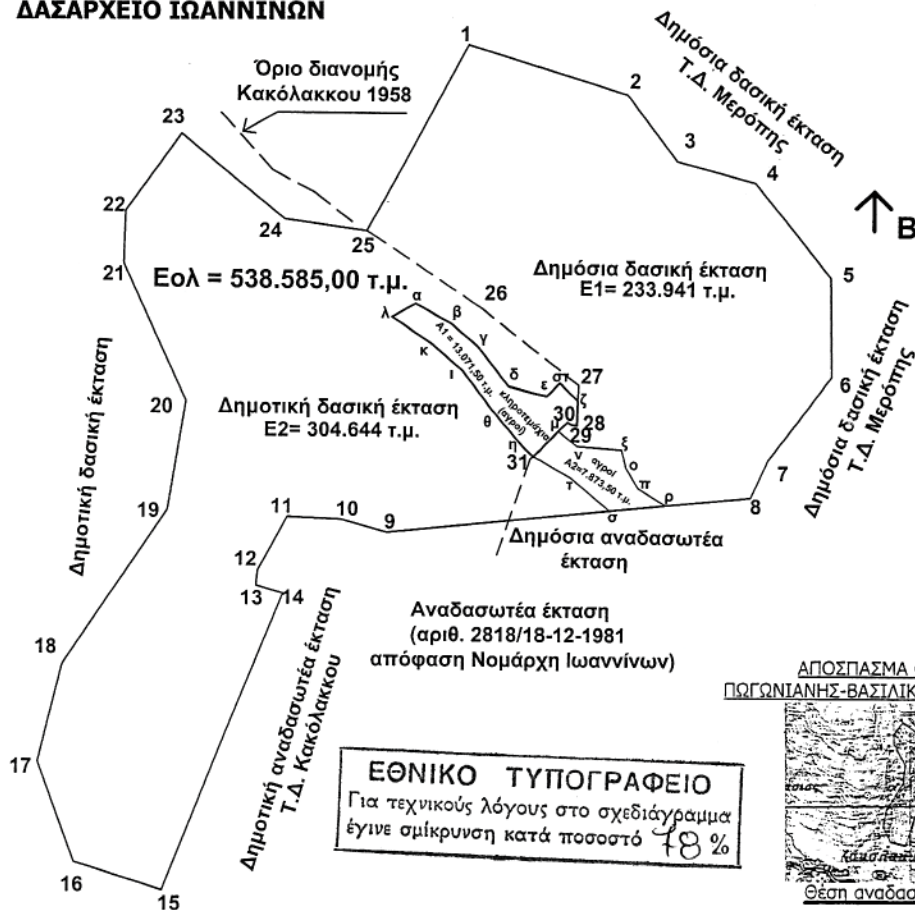 ΔΑΣΑΡΧΕΙΟ ΙΩΑΝΝΙΝΩΝ
1
Δημόσια δασική έκταση
Τ.Δ. Μερόπης
Όριο διανομής
Κακόλακκου 1958
2
23
3
4
22
24
25
Β
21
Εολ = 538.585,00 τ.μ.
26
Δημόσια δασική έκταση
Ε1= 233.941 τ.μ.
5
λ
α
β
γ
κ
ι
δ
ε
στ
27
ζ
Α1 = 13.071,50 τ.μ.
κληροτεμάχιο
(αγροί)
6
Δημόσια δασική έκταση
Τ.Δ. Μερόπης
20
Δημοτική δασική έκταση
Ε2= 304.644 τ.μ.
θ
η
30
μ
28
29
31
ν
ξ
ο
π
ρ
αγροί
Α2=7.873,50 τ.μ.
τ
σ
7
8
Δημοτική δασική έκταση
19
11
10
9
Δημόσια αναδασωτέα
έκταση
12
13
14
Αναδασωτέα έκταση
(αριθ. 2818/18-12-1981
απόφαση Νομάρχη Ιωαννίνων)
18
Δημοτική αναδασωτέα έκταση
Τ.Δ. Κακόλακκου
17
16
15
ΑΠΟΣΠΑΣΜΑ
ΠΩΓΩΝΙΑΝΗΣ-ΒΑΣΙΛΙΚ
ΕΘΝΙΚΟ ΤΥΠΟΓΡΑΦΕΙΟ
Για τεχνικούς λόγους στο σχεδιάγραμμα
έγινε σμίκρυνση κατά ποσοστό 78 %
Θέση αναδασ